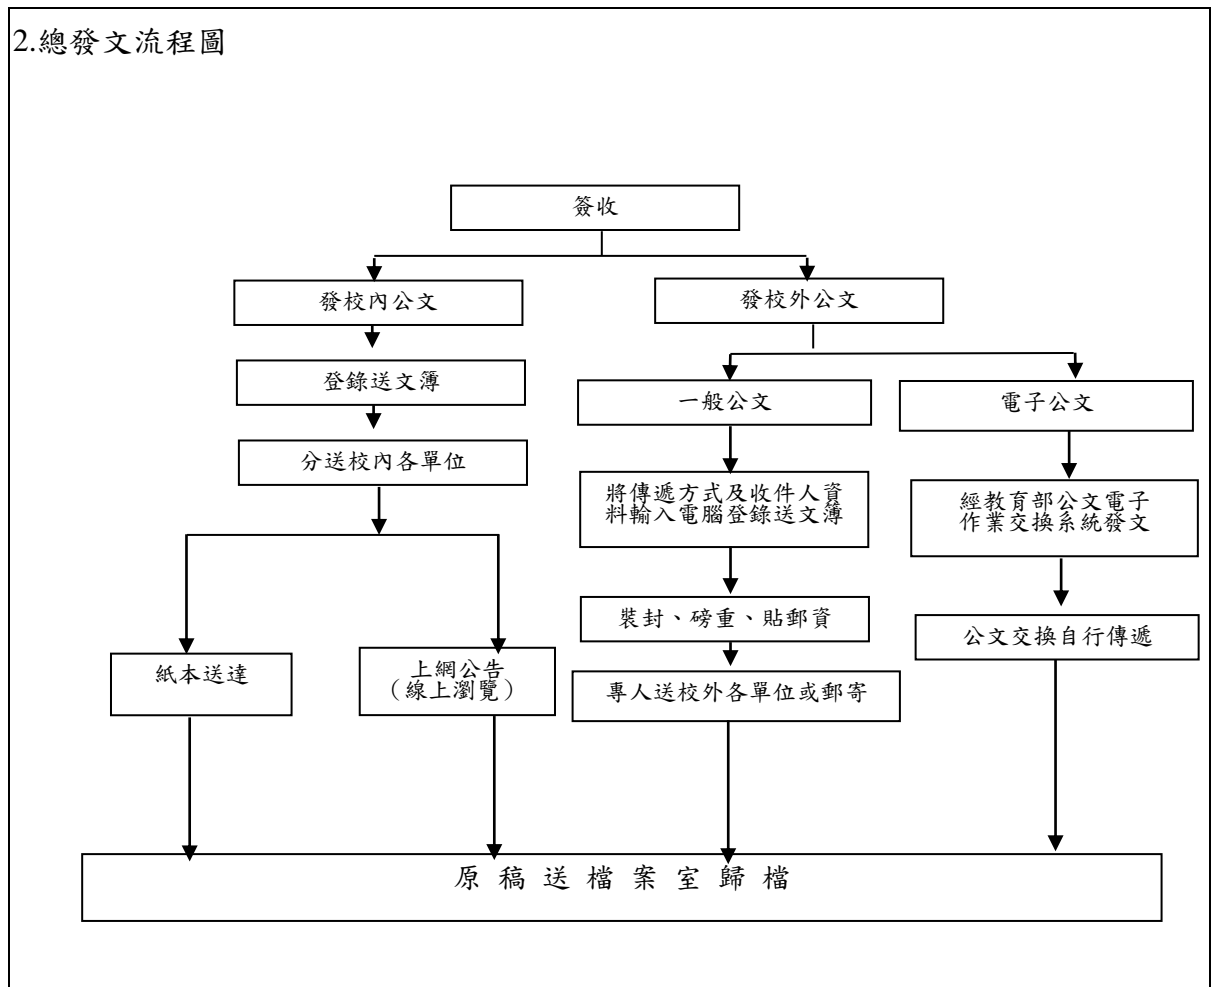 2.總發文流程圖
簽收
發校內公文
發校外公文
登錄送文簿
一般公文
電子公文
分送校內各單位
將傳遞方式及收件人資
料輸入電腦登錄送文簿
經教育部公文電子
作業交換系統發文
裝封、磅重、貼郵資
公文交換自行傳遞
紙本送達
上網公告
（線上瀏覽）
專人送校外各單位或郵寄
原稿送檔案室歸檔